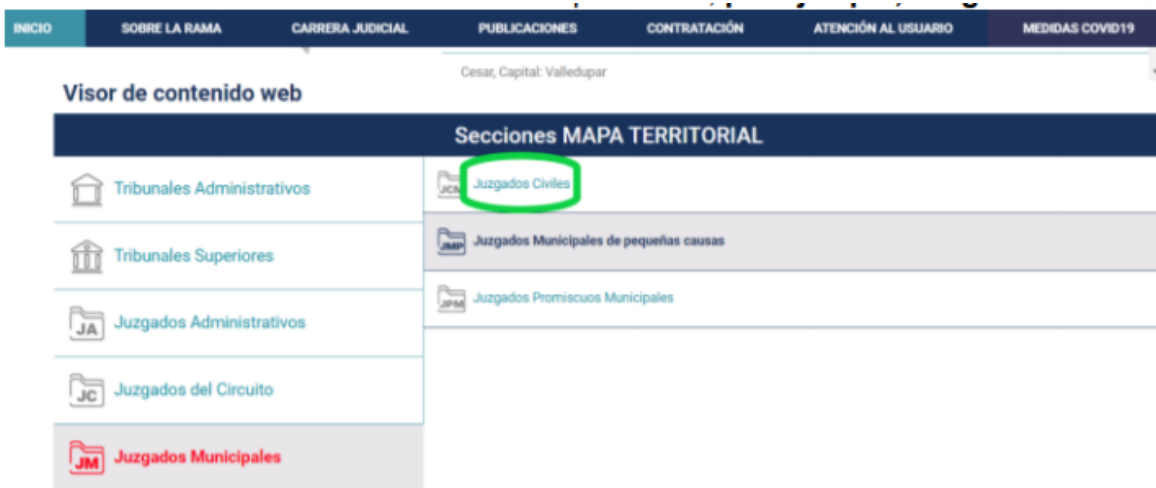 INICIO SOBRE LA RAMA CARRERA JUDICIAL PUBLICACIONES CONTRATACIÓN ATENCIÓN AL USUARIO MEDIDAS COVID19
Cesar, Capital: Valledupar
Visor de contenido web
Secciones MAPA TERRITORIAL
Tribunales Administrativos
Tribunales Superiores
JA Juzgados Administrativos
JC Juzgados del Circuito
JM Juzgados Municipales
JCM Juzgados Civiles
JMP Juzgados Municipales de pequeñas causas
JPM Juzgados Promiscuos Municipales